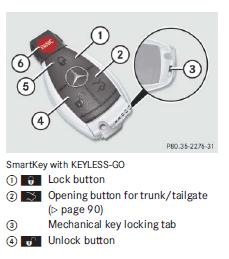 PANIC
1
2
3
4
5
6
P80.35-2276-31
SmartKey with KEYLESS-GO
1 Lock button
2 Opening button for trunk/tailgate
(▷ page 90)
3 Mechanical key locking tab
4 Unlock button